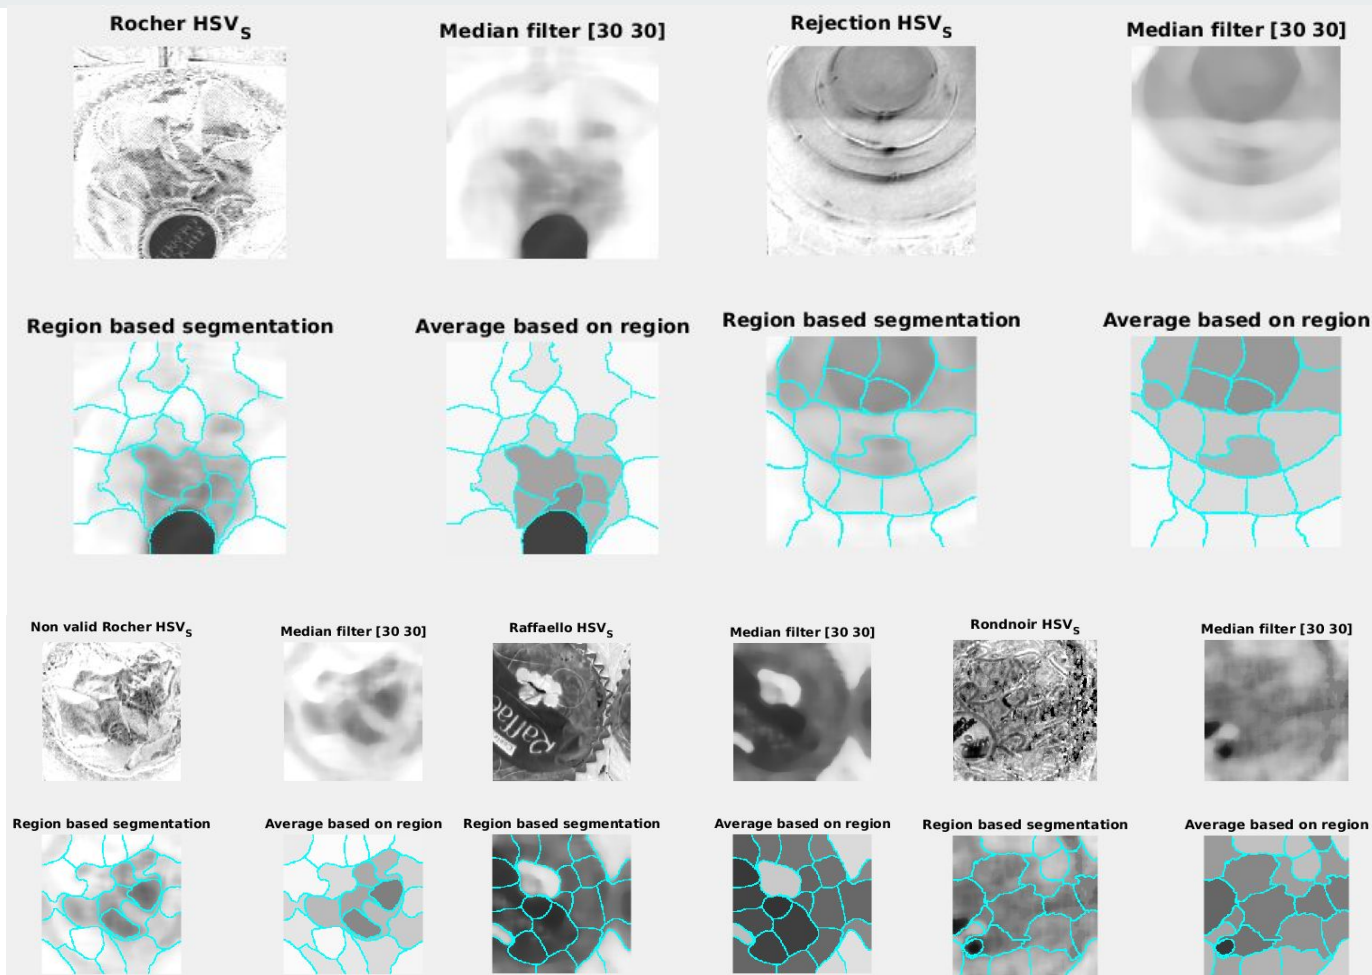 Rocher HSVS
Median filter [30 30]
Rejection HSVS
Median filter [30 30]
Region based segmentation
Average based on region
Region based segmentation
Average based on region
Non valid Rocher HSVS
Median filter [30 30]
Raffaello HSVS
Median filter [30 30]
Rondnoir HSVS
Median filter [30 30]
Raffae
Region based segmentation
Average based on region
Region based segmentation
Average based on region
Region based segmentation
Average based on region